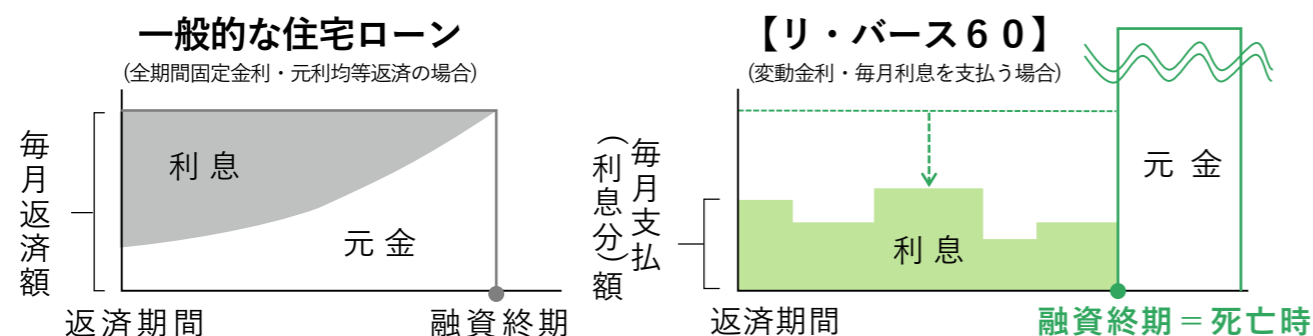 一般的な住宅ローン
(全期間固定金利・元利均等返済の場合)
毎月返済額
利息
元金
返済期間
融資終期
【リ・バース６０】
(変動金利・毎月利息を支払う場合)
毎月支払額
(利息分)
利息
元金
返済期間
融資終期＝死亡時